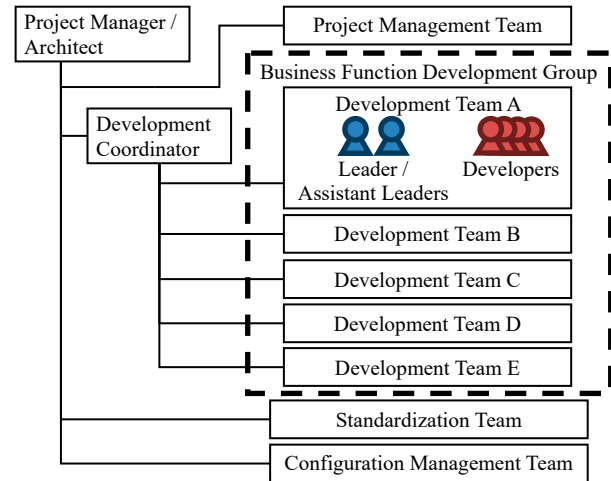 Project Manager /
Architect
Project Management Team
Business Function Development Group
Development
Coordinator
Development Team A
Leader /
Assistant Leaders
Developers
Development Team B
Development Team C
Development Team D
Development Team E
Standardization Team
Configuration Management Team